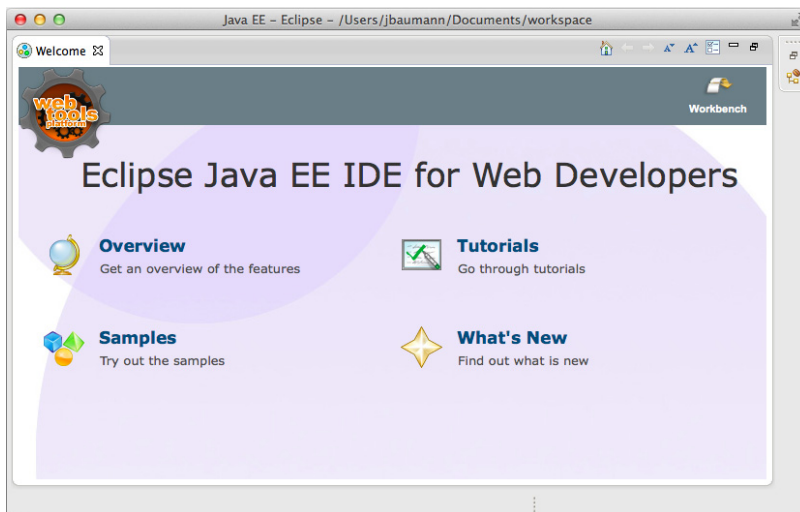 Java EE – Eclipse – /Users/jbaumann/Documents/workspace
Welcome
web
tools
platform
Workbench
Eclipse Java EE IDE for Web Developers
Overview
Get an overview of the features
Tutorials
Go through tutorials
Samples
Try out the samples
What's New
Find out what is new